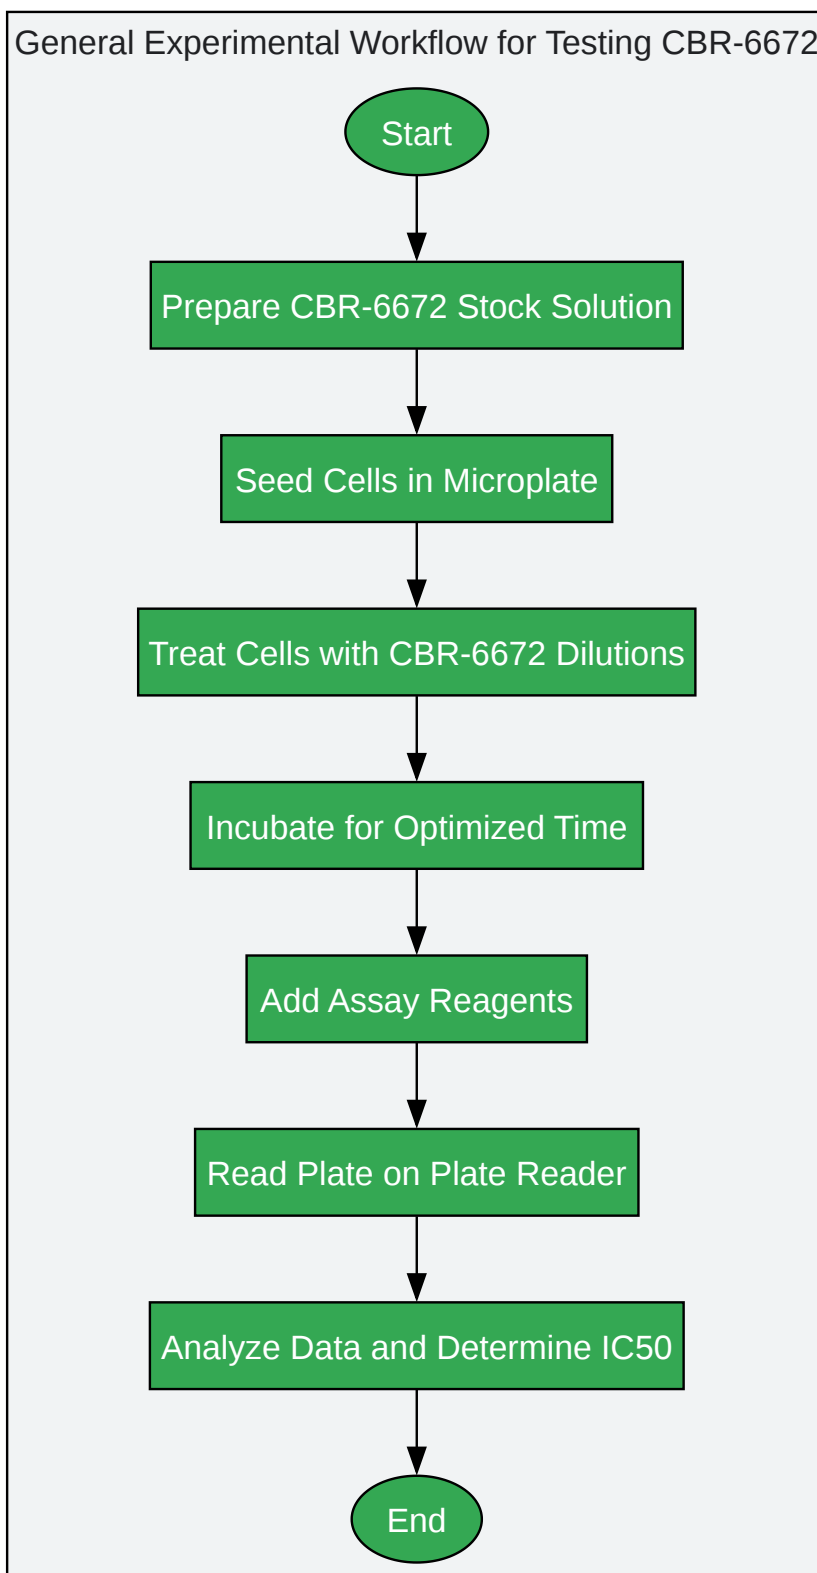 General Experimental Workflow for Testing CBR-6672
Start
Prepare CBR-6672 Stock Solution
Seed Cells in Microplate
Treat Cells with CBR-6672 Dilutions
Incubate for Optimized Time
Add Assay Reagents
Read Plate on Plate Reader
Analyze Data and Determine IC50
End